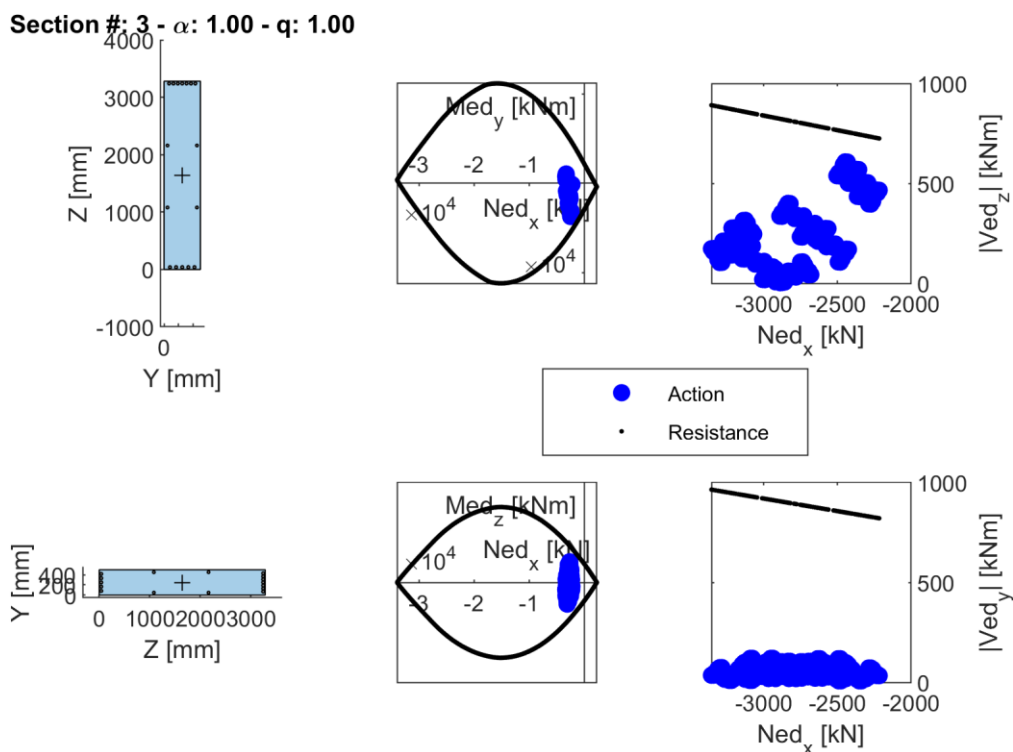 Section #: 3 - α: 1.00 - q: 1.00
4000
3000
2000
1000
0
-1000
Z [mm]
0
Y [mm]
Med_y [kNm]
-3 -2 -1
Ned_x [kN]
×10^4
×10^4
1000
500
0
|Ved_z| [kNm]
-3000 -2500 -2000
Ned_x [kN]
Action
Resistance
400
200
0
Y [mm]
0 1000 2000 3000
Z [mm]
Med_z [kNm]
Ned_x [kN]
×10^4
-3 -2 -1
1000
500
0
|Ved_y| [kNm]
-3000 -2500 -2000
Ned_x [kN]